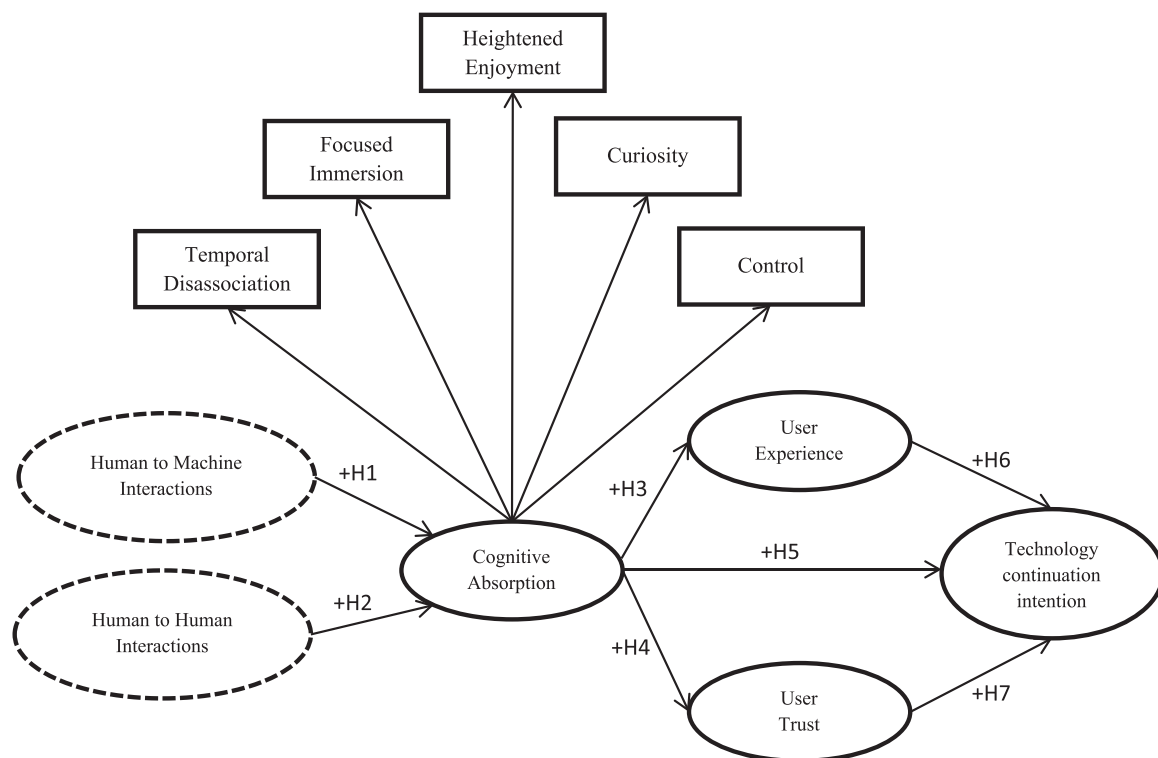 Heightened
Enjoyment
Focused
Immersion
Curiosity
Temporal
Disassociation
Control
Human to Machine
Interactions
+H1
User
Experience
+H6
+H3
Cognitive
Absorption
+H5
Technology
continuation
intention
Human to Human
Interactions
+H2
+H4
User
Trust
+H7